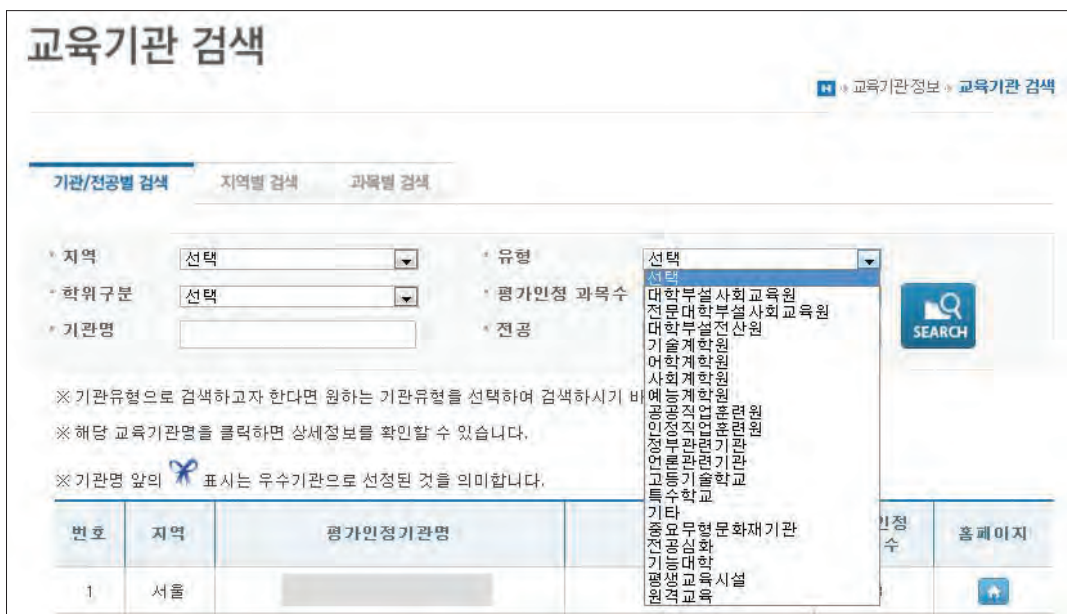 교육기관 검색
H » 교육기관 정보 » 교육기관 검색
기관/전공별 검색 지역별 검색 과목별 검색
지역 선택 유형 선택
학위구분 선택 평가인정 과목수
기관명 전공
SEARCH
선택
대학부설사회교육원
전문대학부설사회교육원
대학부설전산원
기술계학원
어학계학원
사회계학원
예능계학원
공공직업훈련원
인정직업훈련원
정부관련기관
언론관련기관
고등기술학교
특수학교
기타
중요무형문화재기관
전공심화
기능대학
평생교육시설
원격교육
※ 기관유형으로 검색하고자 한다면 원하는 기관유형을 선택하여 검색하시기 바
※ 해당 교육기관명을 클릭하면 상세정보를 확인할 수 있습니다.
※ 기관명 앞의 표시는 우수기관으로 선정된 것을 의미합니다.
번호 지역 평가인정기관명 인정 수 홈페이지
1 서울